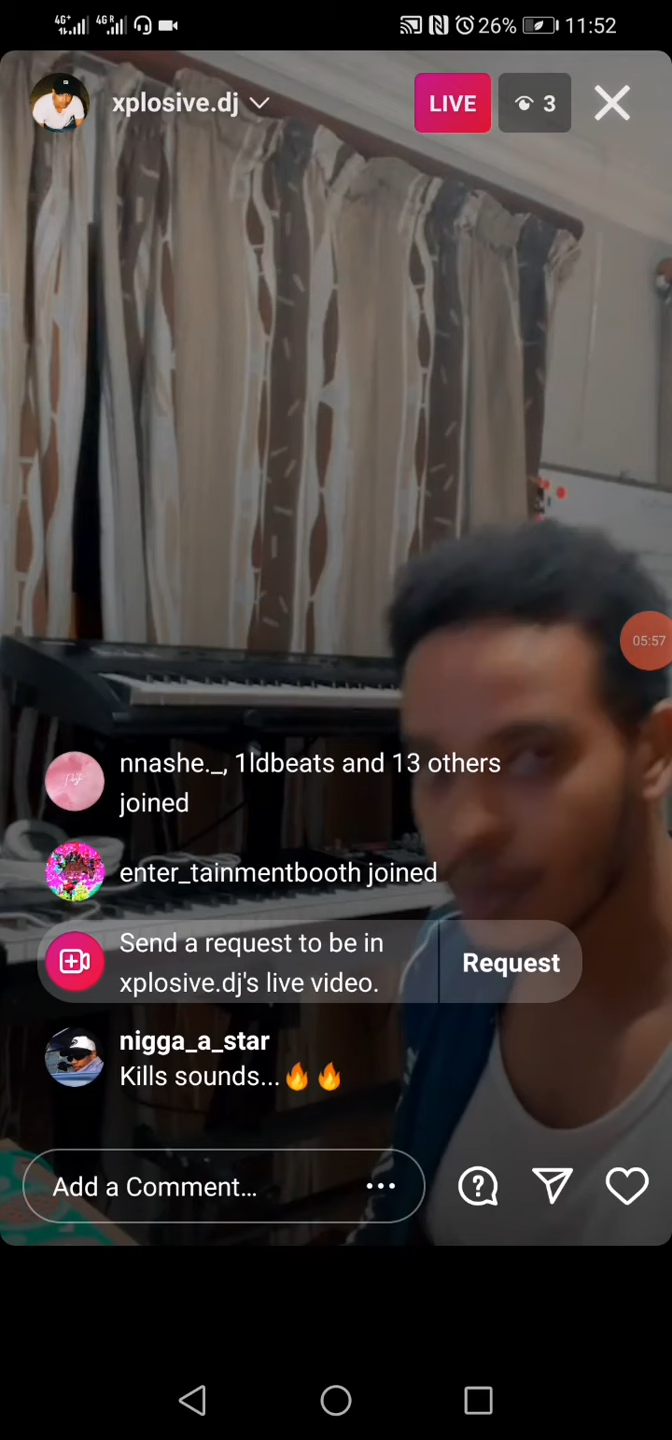 4G+ 4G R 26% 11:52
xplosive.dj LIVE 3
05:57
nnashe._, 1ldbeats and 13 others
joined
enter_tainmentbooth joined
Send a request to be in
xplosive.dj's live video.
Request
nigga_a_star
Kills sounds...🔥🔥
Add a Comment...